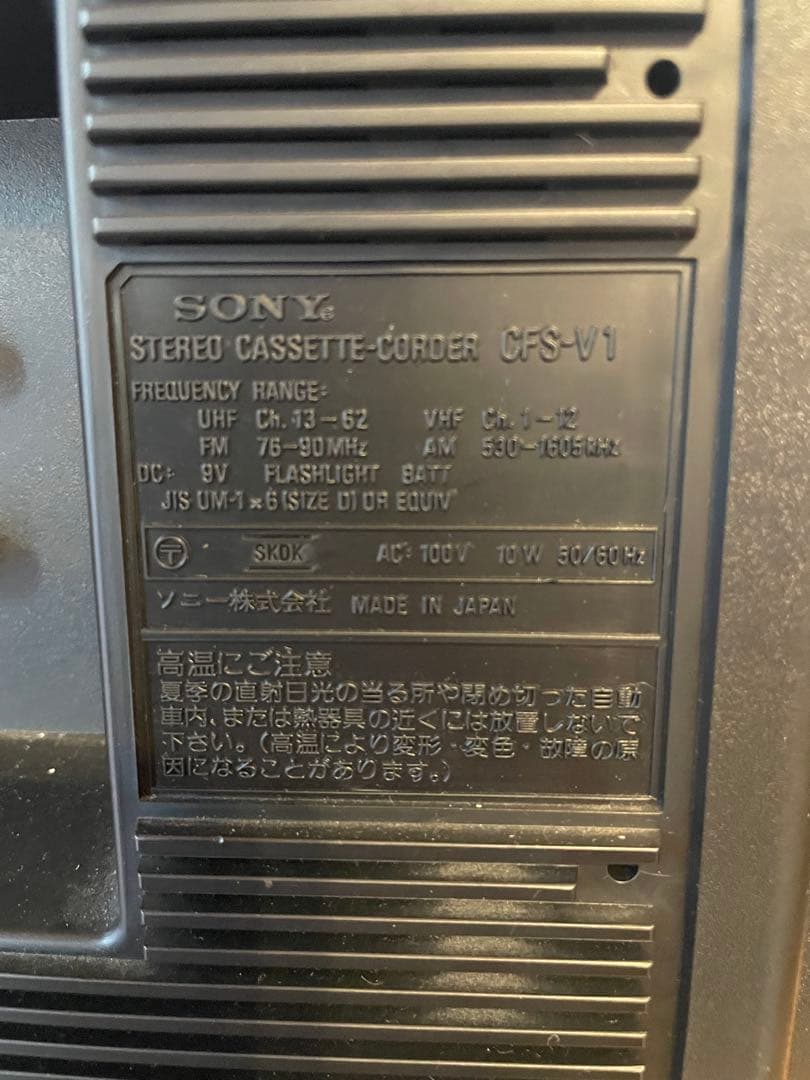 SONY®
STEREO CASSETTE-CORDER CFS-V1
FREQUENCY RANGE:
UHF Ch. 13-62 VHF Ch. 1-12
FM 76-90MHz AM 530-1605kHz
DC: 9V FLASHLIGHT BATT
JIS UM-1×6 (SIZE D) OR EQUIV
〒 SKDK AC: 100V 10W 50/60Hz
ソニー株式会社 MADE IN JAPAN
高温にご注意
夏季の直射日光の当る所や閉め切った自動
車内、または熱器具の近くには放置しないで
下さい。(高温により変形・変色・故障の原
因になることがあります。)